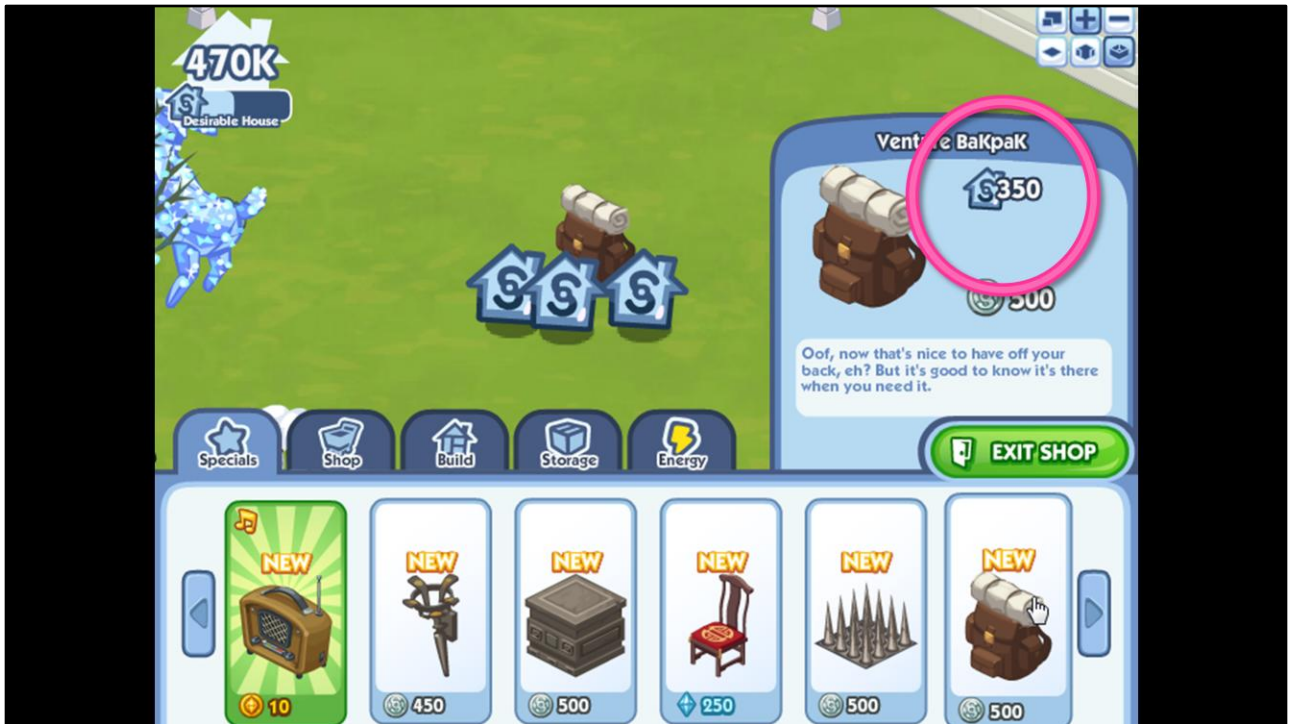 470K
Desirable House
Venture BaKpaK
350
500
Oof, now that's nice to have off your
back, eh? But it's good to know it's there
when you need it.
EXIT SHOP
Specials
Shop
Build
Storage
Energy
NEW
NEW
NEW
NEW
NEW
NEW
10
450
500
250
500
500